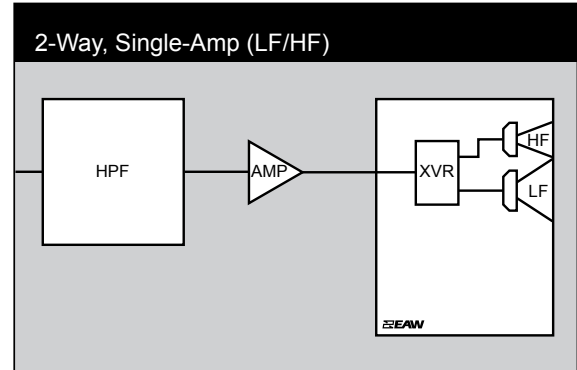 2-Way, Single-Amp (LF/HF)
HPF
AMP
XVR
HF
LF
EAW